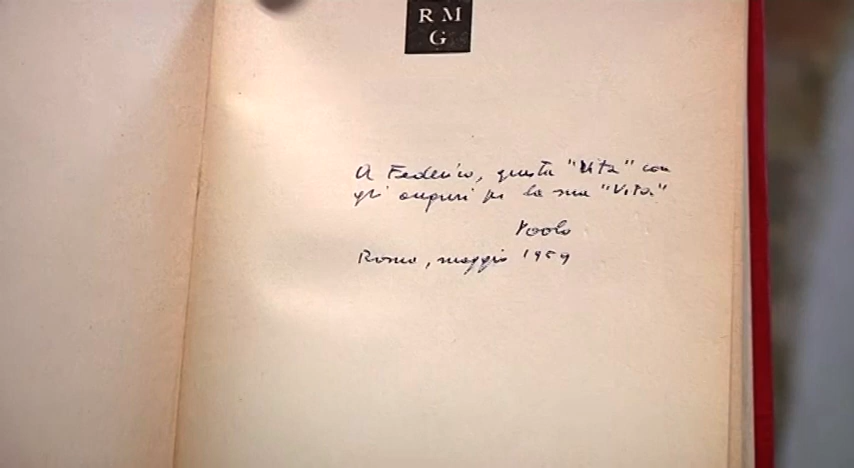 R M
G
A Federico, questa "Vita" con
gli auguri per la sua "Vita."
Paolo
Roma, maggio 1959